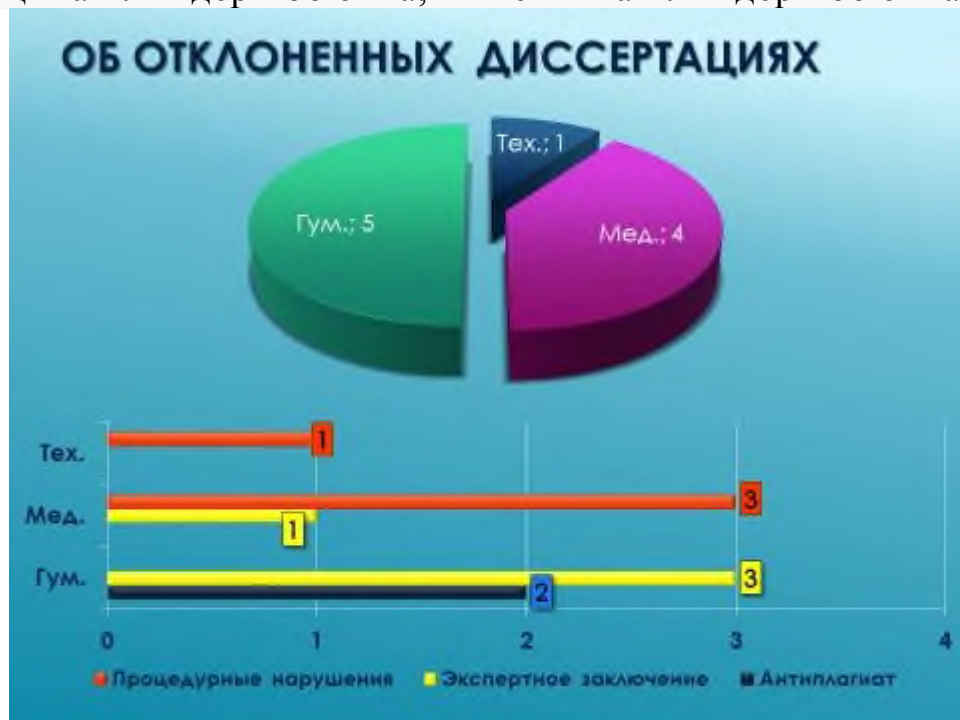 ОБ ОТКЛОНЕННЫХ ДИССЕРТАЦИЯХ
Тех.; 1
Гум.; 5
Мед.; 4
Тех.
1
Мед.
3
1
Гум.
3
2
0 1 2 3 4
Процедурные нарушения Экспертное заключение Антиплагиат